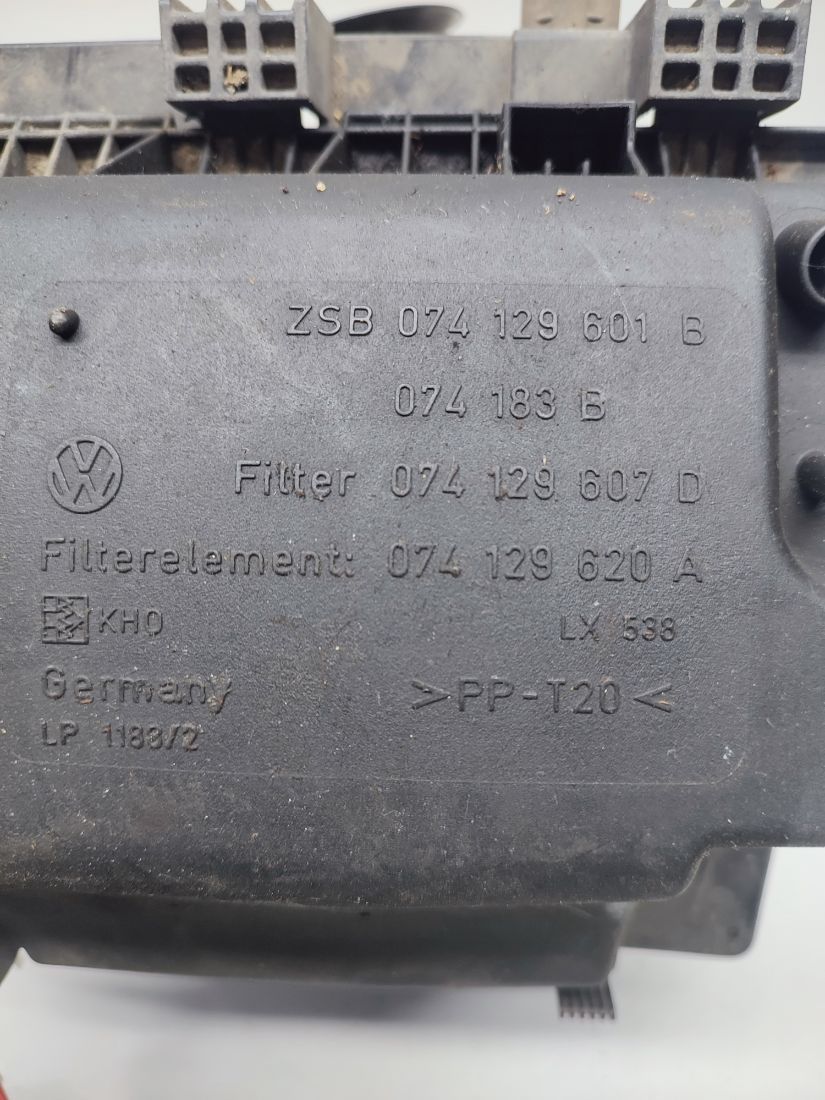 ZSB 074 129 601 B
074 183 B
Filter 074 129 607 D
Filterelement: 074 129 620 A
KHQ LX 538
Germany >PP-T20<
LP 1183/2